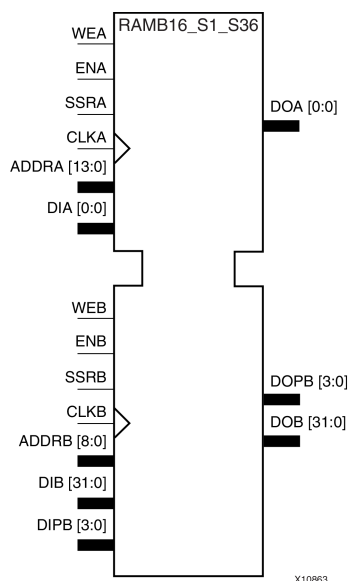 RAMB16_S1_S36
WEA
ENA
SSRA
DOA [0:0]
CLKA
ADDRA [13:0]
DIA [0:0]
WEB
ENB
SSRB
DOPB [3:0]
CLKB
DOB [31:0]
ADDRB [8:0]
DIB [31:0]
DIPB [3:0]
X10863